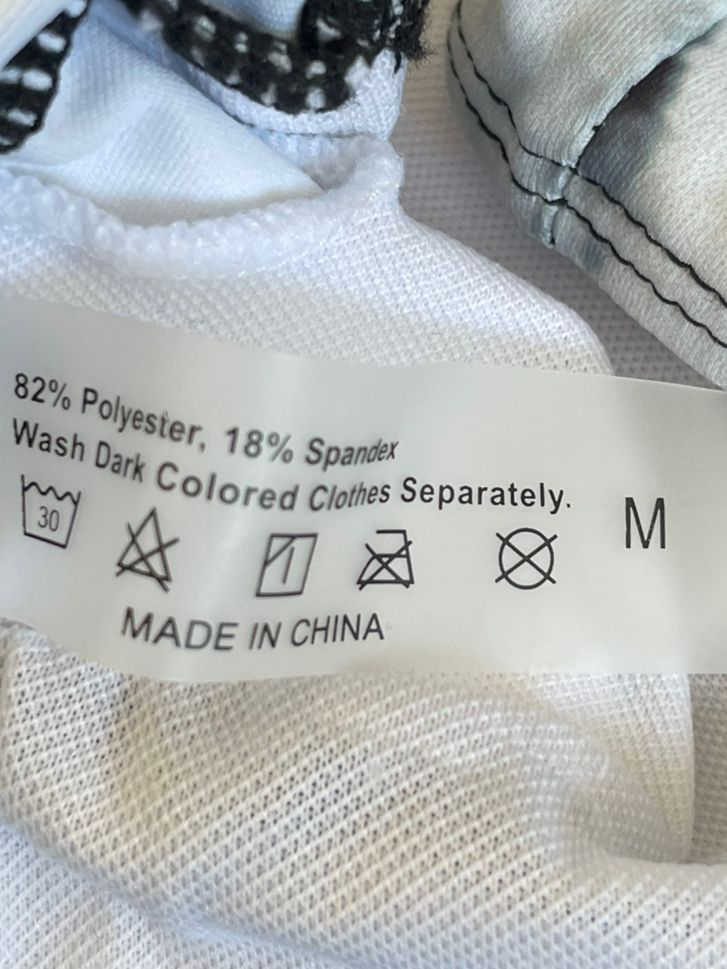 82% Polyester, 18% Spandex
Wash Dark Colored Clothes Separately.
30
M
MADE IN CHINA